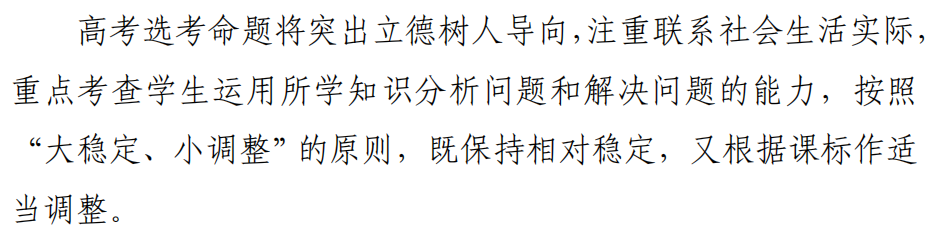 高考选考命题将突出立德树人导向，注重联系社会生活实际，
重点考查学生运用所学知识分析问题和解决问题的能力，按照
“大稳定、小调整”的原则，既保持相对稳定，又根据课标作适
当调整。